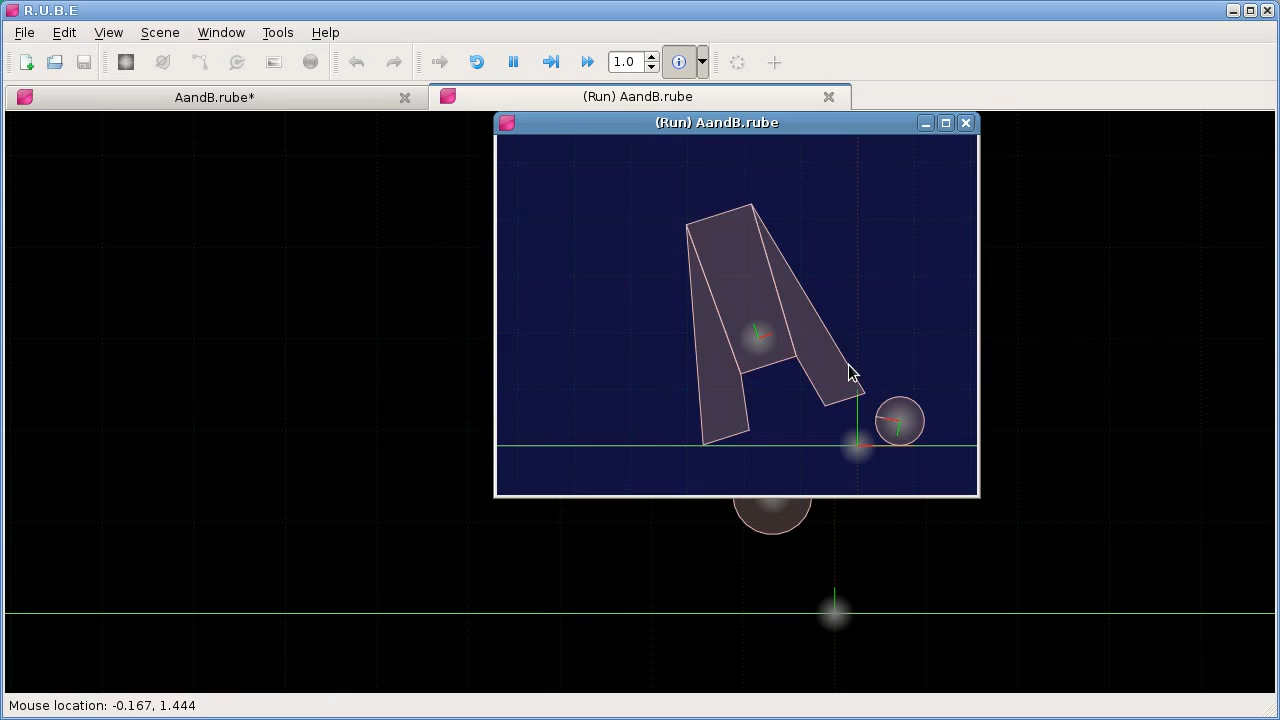 R.U.B.E
File Edit View Scene Window Tools Help
1.0
AandB.rube* (Run) AandB.rube
(Run) AandB.rube
Mouse location: -0.167, 1.444